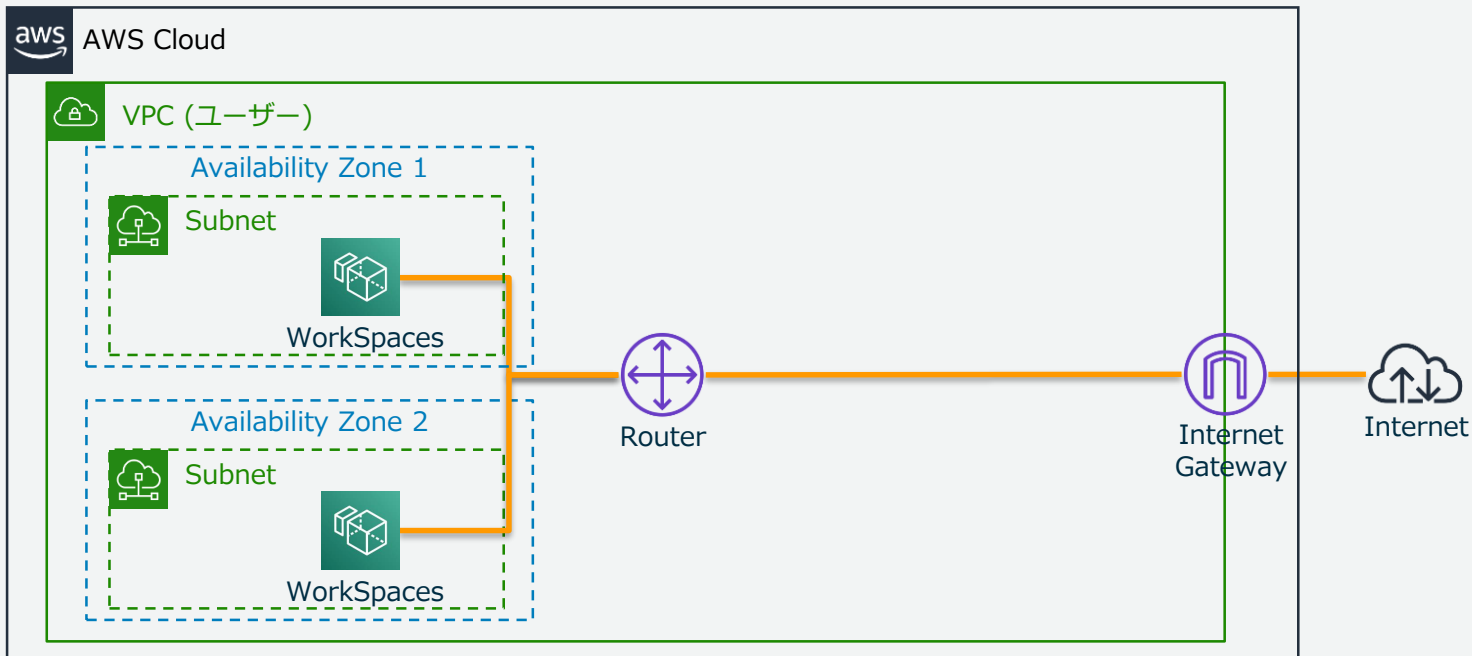 aws
AWS Cloud
VPC (ユーザー)
Availability Zone 1
Subnet
WorkSpaces
Availability Zone 2
Subnet
WorkSpaces
Router
Internet
Gateway
Internet